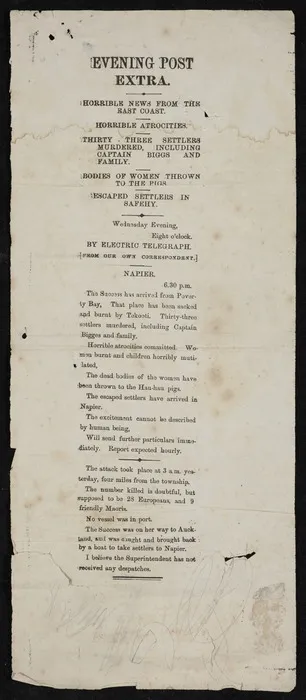 EVENING POST
EXTRA.
HORRIBLE NEWS FROM THE
EAST COAST.
HORRIBLE ATROCITIES.
THIRTY THREE SETTLERS
MURDERED, INCLUDING
CAPTAIN BIGGS AND
FAMILY.
BODIES OF WOMEN THROWN
TO THE PIGS
ESCAPED SETTLERS IN
SAFETY.
Wednesday Evening,
Eight o'clock.
BY ELECTRIC TELEGRAPH.
[FROM OUR OWN CORRESPONDENT.]
NAPIER.
6.30 p.m.
The Success has arrived from Pover-
ty Bay, That place has been sacked
and burnt by Tekooti. Thirty-three
settlers murdered, including Captain
Bigges and family.
Horrible atrocities committed. Wo-
men burnt and children horribly muti-
lated,
The dead bodies of the women have
been thrown to the Hau-hau pigs.
The escaped settlers have arrived in
Napier.
The excitement cannot be described
by human being,
Will send further particulars imme-
diately. Report expected hourly.
The attack took place at 3 a.m. yes-
terday, four miles from the township.
The number killed is doubtful, but
supposed to be 28 Europeans, and 9
friendly Maoris.
No vessel was in port.
The Success was on her way to Auck-
land, and was caught and brought back
by a boat to take settlers to Napier.
I believe the Superintendent has not
received any despatches.